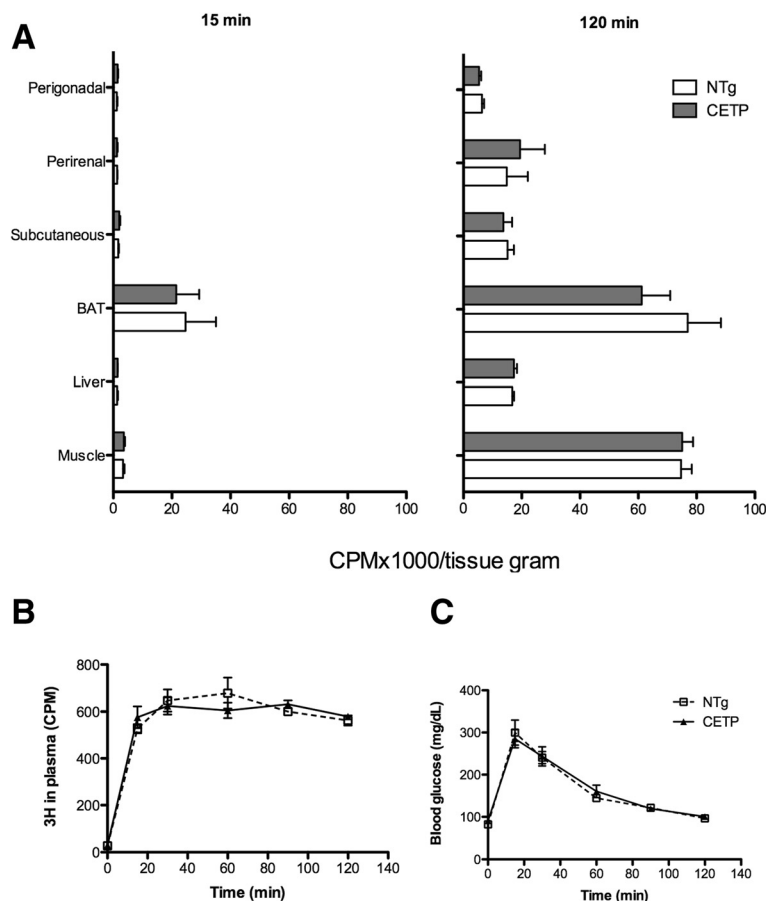 A
15 min
120 min
Perigonadal
Perirenal
Subcutaneous
BAT
Liver
Muscle
NTg
CETP
0 20 40 60 80 100
0 20 40 60 80 100
CPMx1000/tissue gram
B
3H in plasma (CPM)
800
600
400
200
0
0 20 40 60 80 100 120 140
Time (min)
C
Blood glucose (mg/dL)
400
300
200
100
0
0 20 40 60 80 100 120 140
Time (min)
NTg
CETP